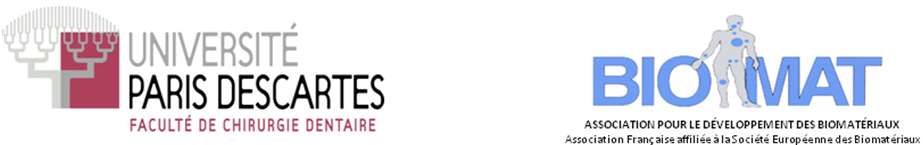 UNIVERSITÉ
PARIS DESCARTES
FACULTÉ DE CHIRURGIE DENTAIRE
BIOMAT
ASSOCIATION POUR LE DÉVELOPPEMENT DES BIOMATÉRIAUX
Association Française affiliée à la Société Européenne des Biomatériaux